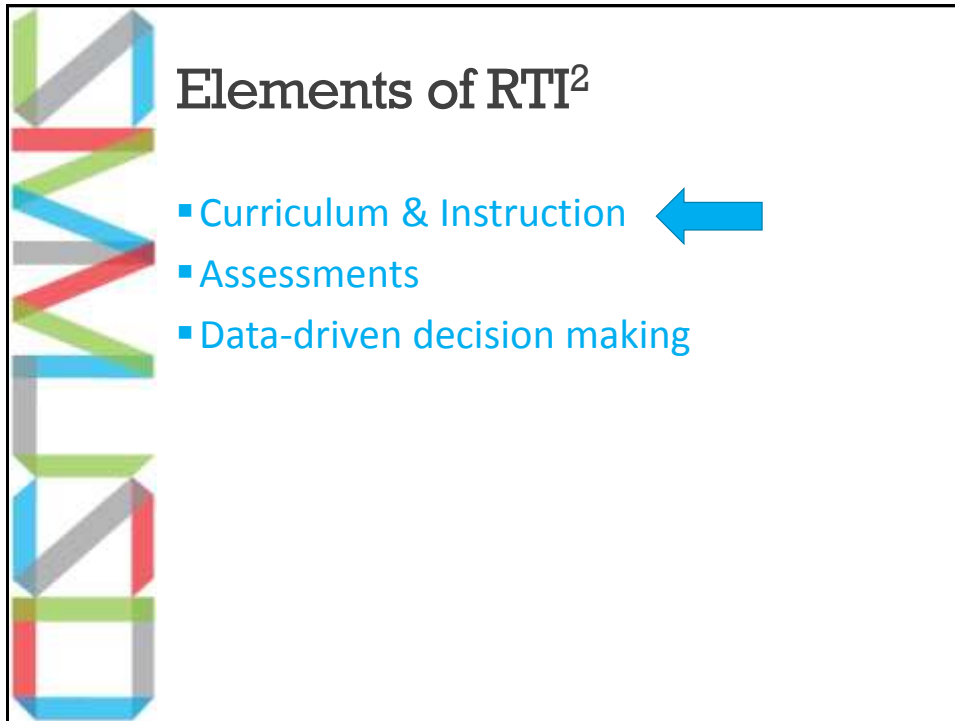 Elements of RTI²
▪ Curriculum & Instruction
▪ Assessments
▪ Data-driven decision making